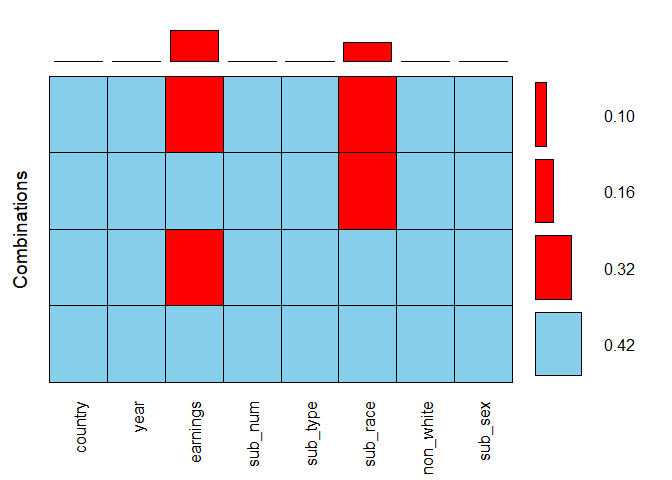 Combinations
0.10
0.16
0.32
0.42
country
year
earnings
sub_num
sub_type
sub_race
non_white
sub_sex